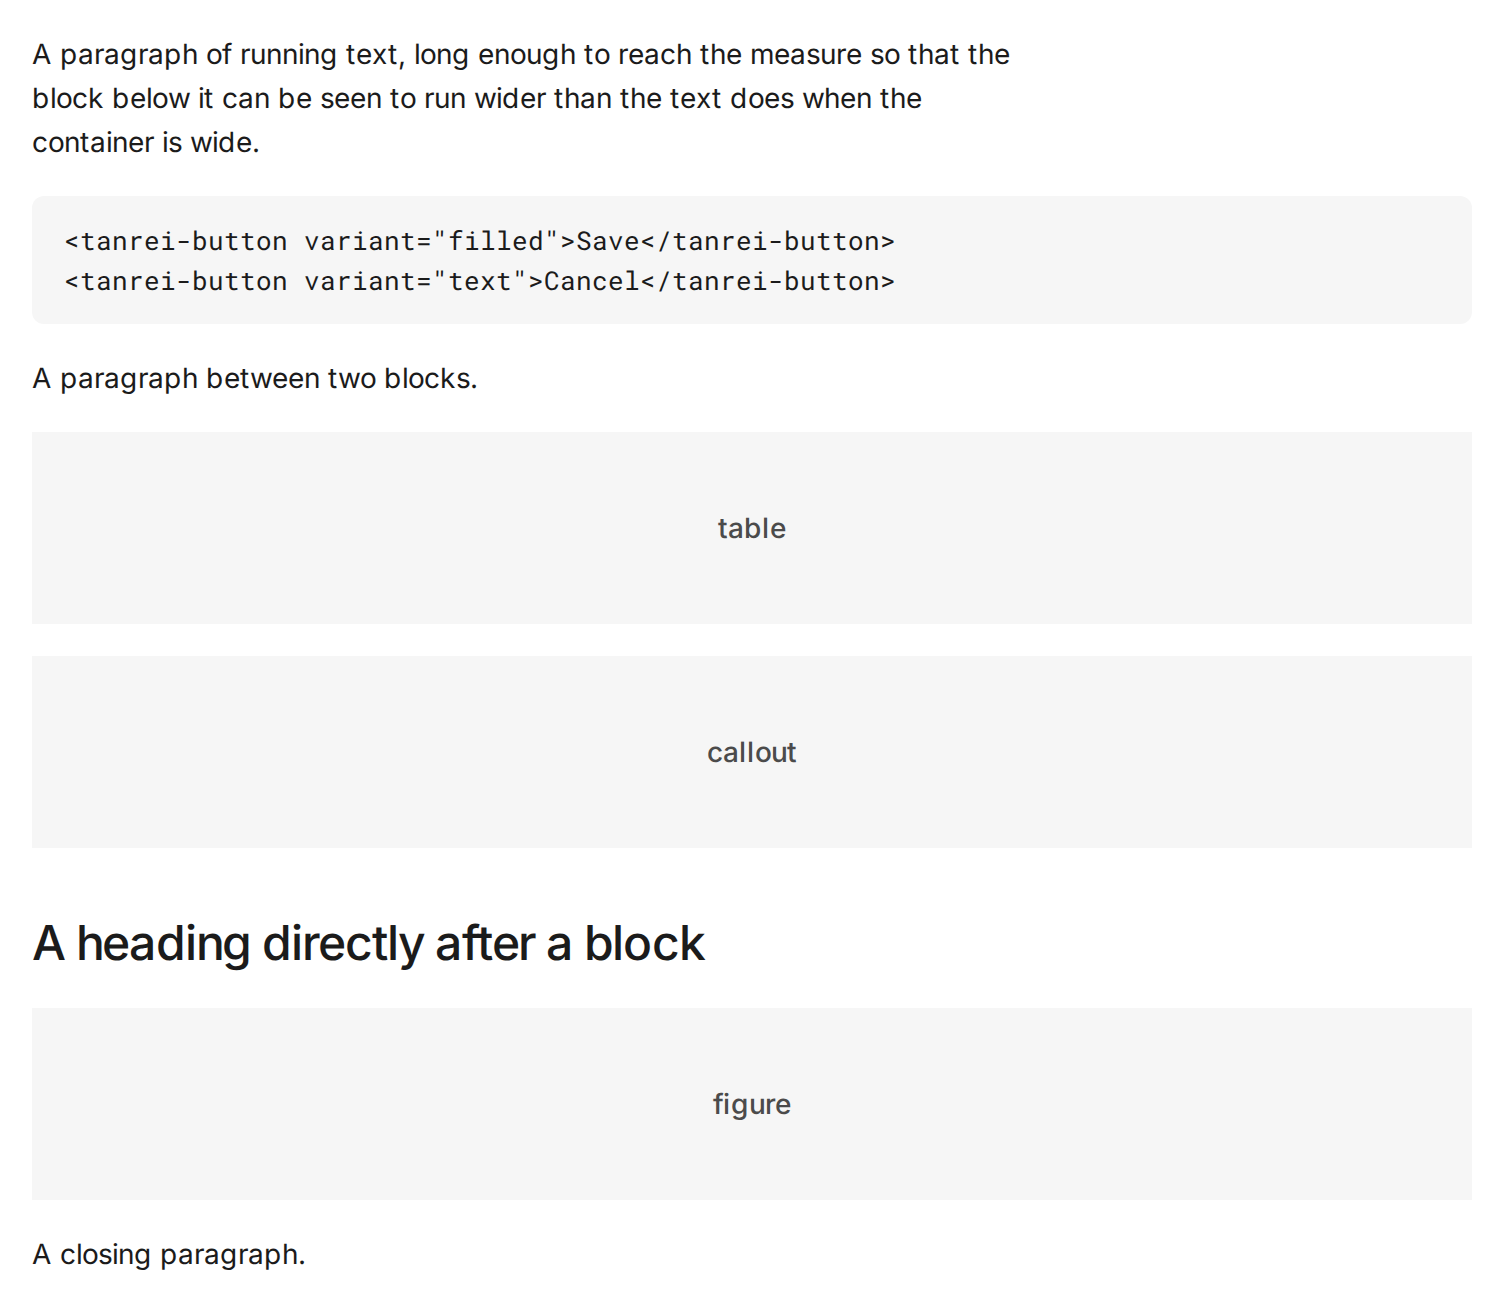 A paragraph of running text, long enough to reach the measure so that the
block below it can be seen to run wider than the text does when the
container is wide.
<tanrei-button variant="filled">Save</tanrei-button>
<tanrei-button variant="text">Cancel</tanrei-button>
A paragraph between two blocks.
table
callout
A heading directly after a block
figure
A closing paragraph.